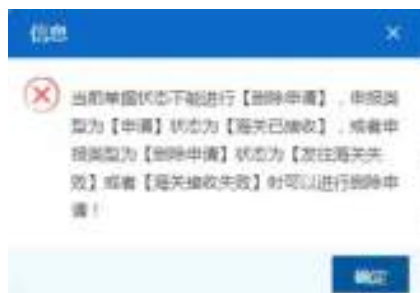 信息
当前单据状态下能进行【删除申请】，申报类
型为【申请】状态为【海关已接收】，或者申
报类型为【删除申请】状态为【发往海关失
败】或者【海关接收失败】时可以进行删除申
请！
确定